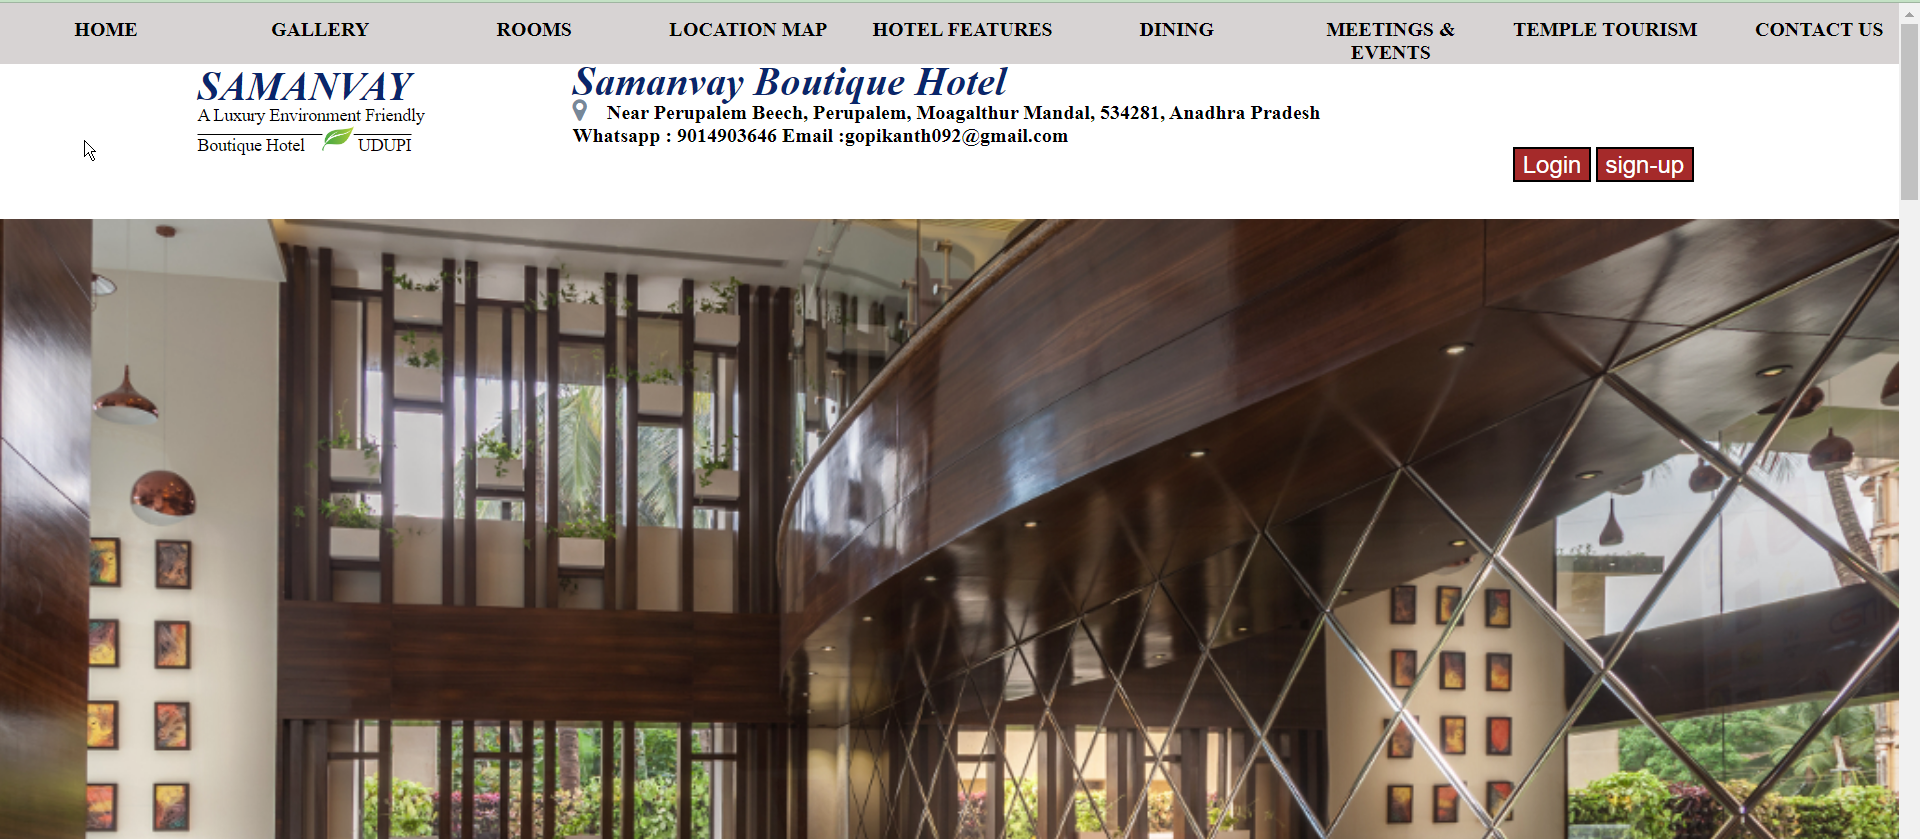 HOME GALLERY ROOMS LOCATION MAP HOTEL FEATURES DINING MEETINGS & EVENTS TEMPLE TOURISM CONTACT US
SAMANVAY
A Luxury Environment Friendly
Boutique Hotel UDUPI
Samanvay Boutique Hotel
Near Perupalem Beech, Perupalem, Moagalthur Mandal, 534281, Anadhra Pradesh
Whatsapp : 9014903646 Email :gopikanth092@gmail.com
Login sign-up